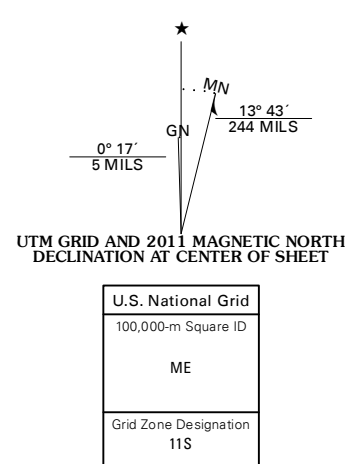 ★
MN
13° 43´
244 MILS
GN
0° 17´
5 MILS
UTM GRID AND 2011 MAGNETIC NORTH
DECLINATION AT CENTER OF SHEET
U.S. National Grid
100,000-m Square ID
ME
Grid Zone Designation
11S